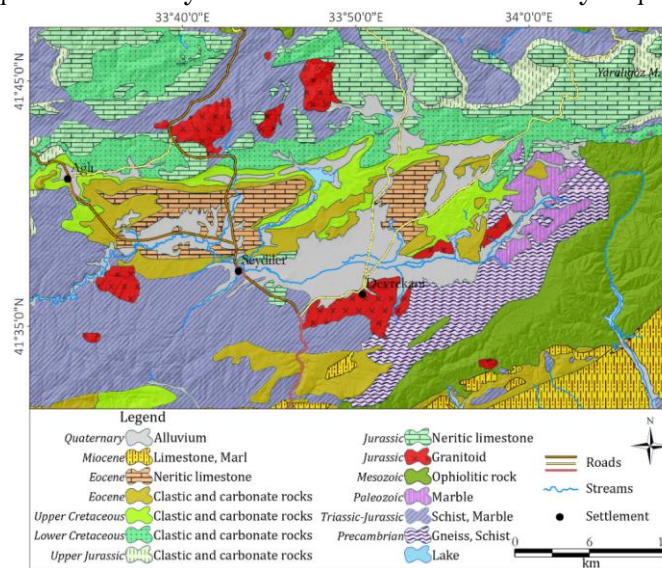 33°40'0"E 33°50'0"E 34°0'0"E
41°45'0"N
41°35'0"N
Yaralıgöz M.
Ağlı
Seydiler
Devrekani
Legend
Quaternary Alluvium
Miocene Limestone, Marl
Eocene Neritic limestone
Eocene Clastic and carbonate rocks
Upper Cretaceous Clastic and carbonate rocks
Lower Cretaceous Clastic and carbonate rocks
Upper Jurassic Clastic and carbonate rocks
Jurassic Neritic limestone
Jurassic Granitoid
Mesozoic Ophiolitic rock
Paleozoic Marble
Triassic-Jurassic Schist, Marble
Precambrian Gneiss, Schist
Lake
N
Roads
Streams
Settlement
0 6
km